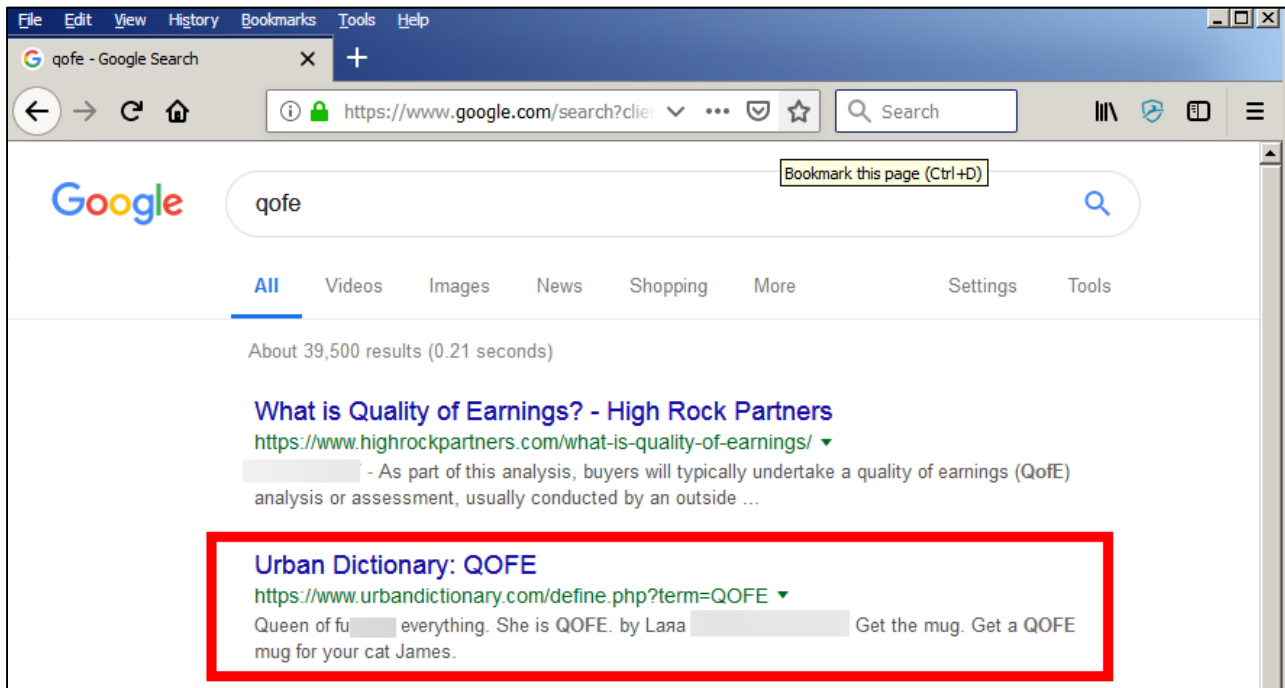 File Edit View History Bookmarks Tools Help
qofe - Google Search
https://www.google.com/search?clie
Search
Bookmark this page (Ctrl+D)
Google
qofe
All Videos Images News Shopping More Settings Tools
About 39,500 results (0.21 seconds)
What is Quality of Earnings? - High Rock Partners
https://www.highrockpartners.com/what-is-quality-of-earnings/
- As part of this analysis, buyers will typically undertake a quality of earnings (QofE)
analysis or assessment, usually conducted by an outside ...
Urban Dictionary: QOFE
https://www.urbandictionary.com/define.php?term=QOFE
Queen of fu everything. She is QOFE. by Laяa Get the mug. Get a QOFE
mug for your cat James.